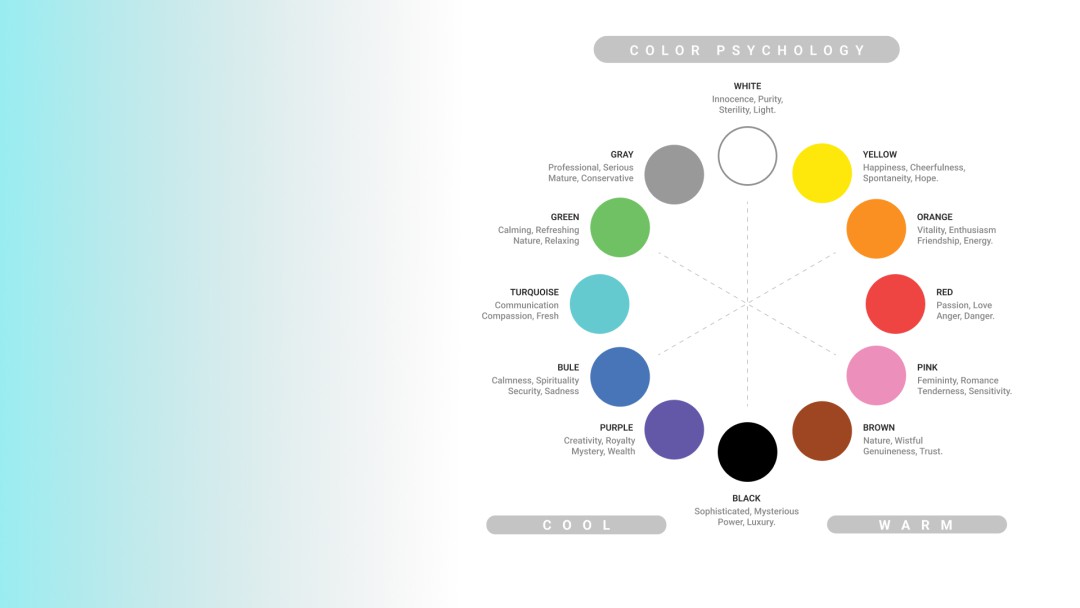 COLOR PSYCHOLOGY
WHITE
Innocence, Purity,
Sterility, Light.
GRAY
Professional, Serious
Mature, Conservative
YELLOW
Happiness, Cheerfulness,
Spontaneity, Hope.
GREEN
Calming, Refreshing
Nature, Relaxing
ORANGE
Vitality, Enthusiasm
Friendship, Energy.
TURQUOISE
Communication
Compassion, Fresh
RED
Passion, Love
Anger, Danger.
BULE
Calmness, Spirituality
Security, Sadness
PINK
Femininty, Romance
Tenderness, Sensitivity.
PURPLE
Creativity, Royalty
Mystery, Wealth
BROWN
Nature, Wistful
Genuineness, Trust.
BLACK
Sophisticated, Mysterious
Power, Luxury.
COOL
WARM